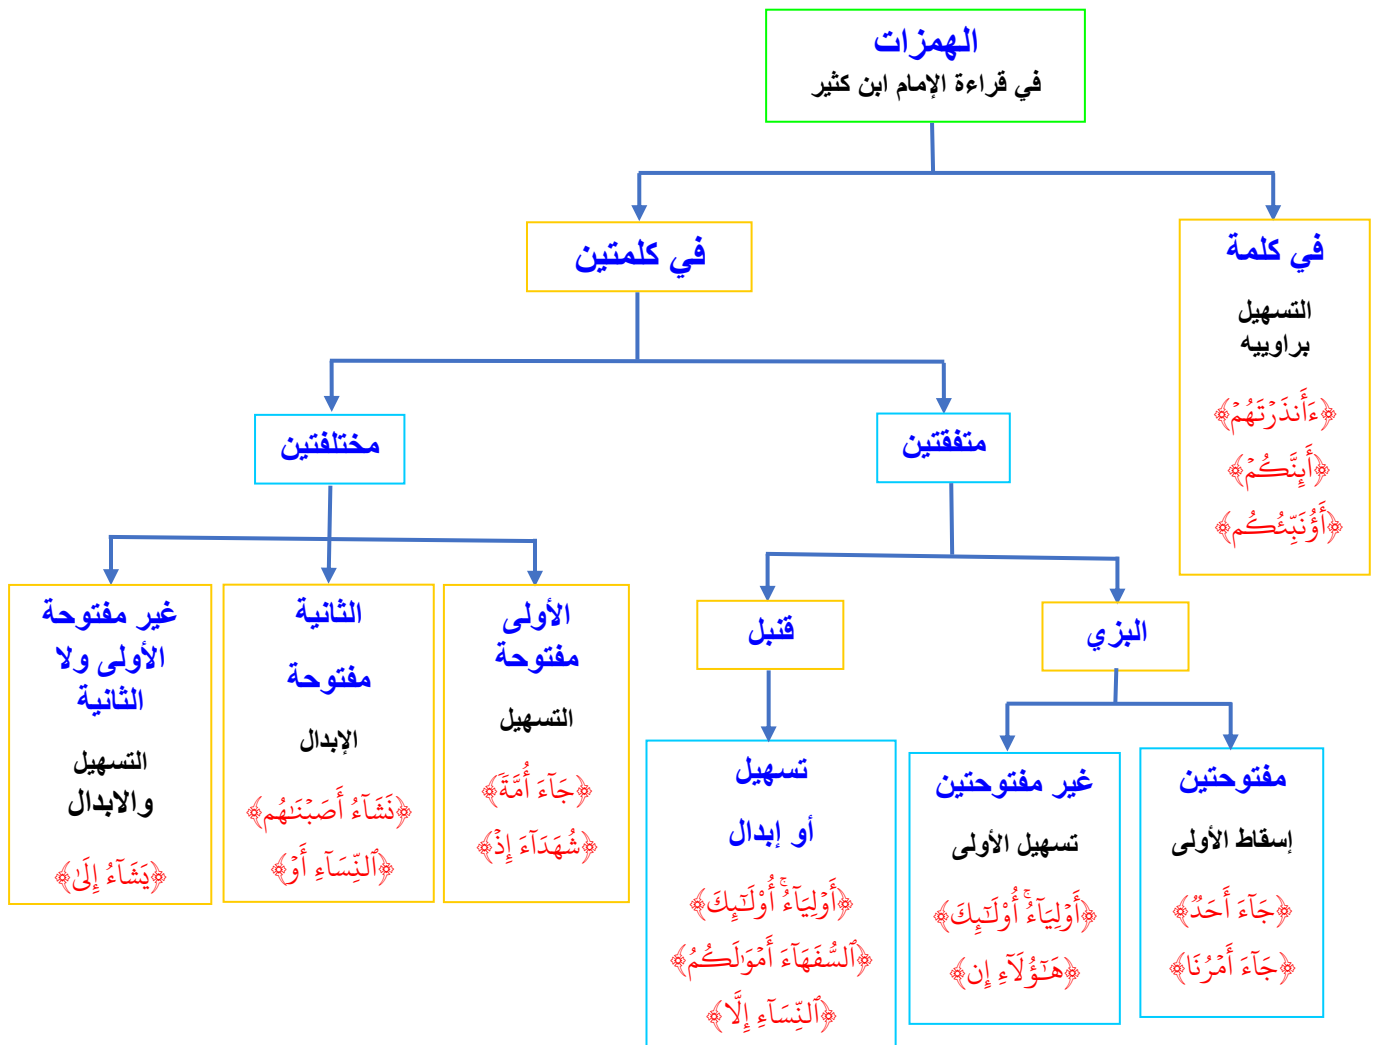 الهمزات
في قراءة الإمام ابن كثير
في كلمة
التسهيل
براوييه
﴿ءَأَنذَرۡتَهُمۡ﴾
﴿أَئِنَّكُمۡ﴾
﴿أَؤُنَبِّئُكُم﴾
في كلمتين
متفقتين
مختلفتين
البزي
قنبل
مفتوحتين
إسقاط الأولى
﴿جَآءَ أَحَدٞ﴾
﴿جَآءَ أَمۡرُنَا﴾
غير مفتوحتين
تسهيل الأولى
﴿أَوۡلِيَآءُۚ أُوْلَٰٓئِكَ﴾
﴿هَٰٓؤُلَآءِ إِن﴾
تسهيل
أو إبدال
﴿أَوۡلِيَآءُۚ أُوْلَٰٓئِكَ﴾
﴿ٱلسُّفَهَآءَ أَمۡوَٰلَكُمُ﴾
﴿ٱلنِّسَآءِ إِلَّا﴾
الأولى
مفتوحة
التسهيل
﴿جَآءَ أُمَّةٗ﴾
﴿شُهَدَآءَ إِذۡ﴾
الثانية
مفتوحة
الإبدال
﴿نَشَآءُ أَصَبۡنَٰهُم﴾
﴿ٱلنِّسَآءِ أَوۡ﴾
غير مفتوحة
الأولى ولا
الثانية
التسهيل
والابدال
﴿يَشَآءُ إِلَىٰ﴾